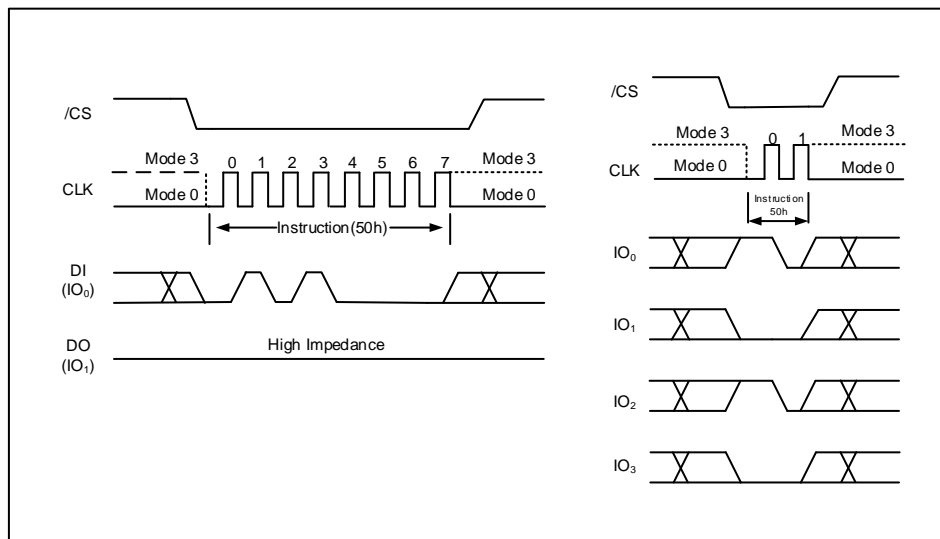 /CS
Mode 3 0 1 2 3 4 5 6 7 Mode 3
CLK
Mode 0 Mode 0
Instruction(50h)
DI
(IO₀)
DO
(IO₁)
High Impedance
/CS
Mode 3 0 1 Mode 3
CLK
Mode 0 Mode 0
Instruction
50h
IO₀
IO₁
IO₂
IO₃